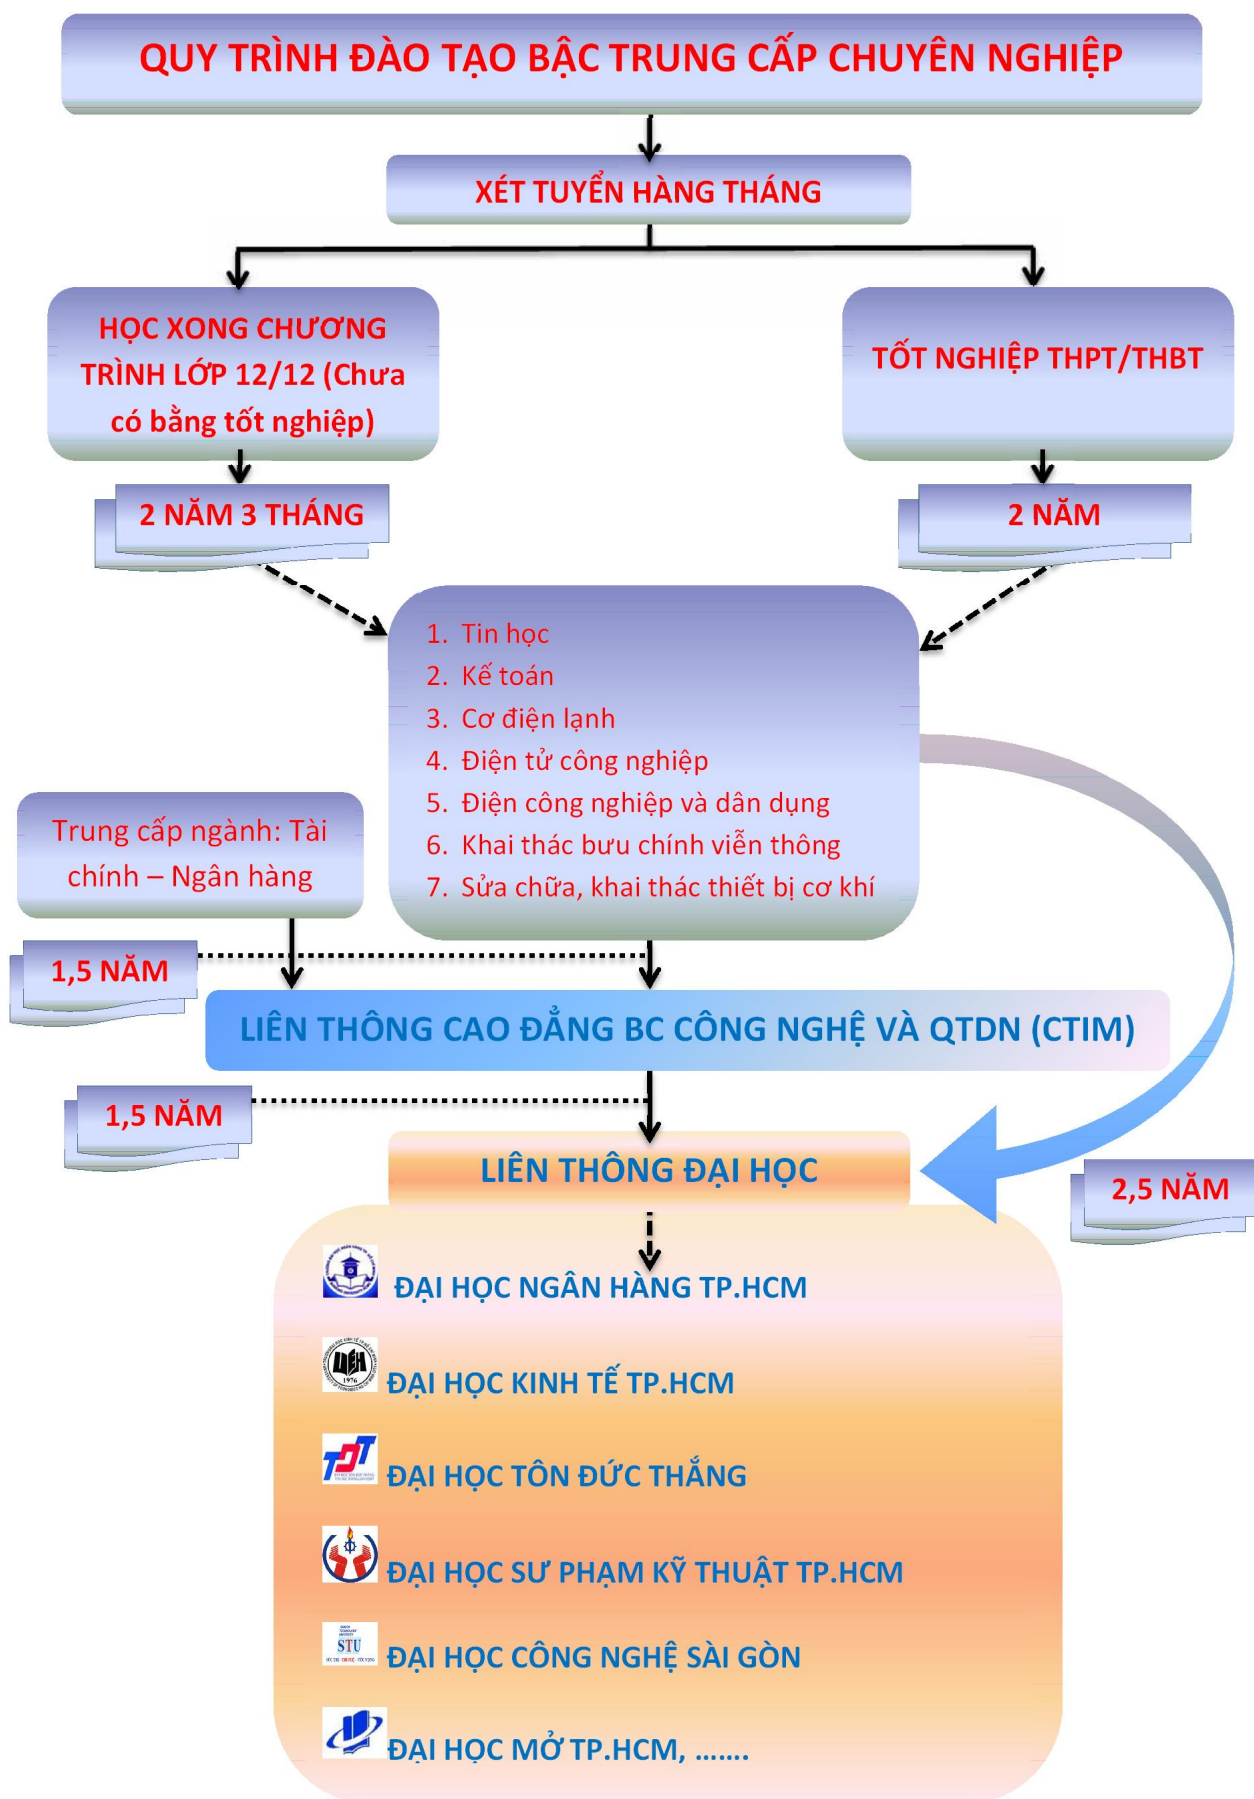 QUY TRÌNH ĐÀO TẠO BẬC TRUNG CẤP CHUYÊN NGHIỆP
XÉT TUYỂN HÀNG THÁNG
HỌC XONG CHƯƠNG
TRÌNH LỚP 12/12 (Chưa
có bằng tốt nghiệp)
TỐT NGHIỆP THPT/THBT
2 NĂM 3 THÁNG
2 NĂM
1. Tin học
2. Kế toán
3. Cơ điện lạnh
4. Điện tử công nghiệp
5. Điện công nghiệp và dân dụng
6. Khai thác bưu chính viễn thông
7. Sửa chữa, khai thác thiết bị cơ khí
Trung cấp ngành: Tài
chính – Ngân hàng
1,5 NĂM
LIÊN THÔNG CAO ĐẲNG BC CÔNG NGHỆ VÀ QTDN (CTIM)
1,5 NĂM
LIÊN THÔNG ĐẠI HỌC
2,5 NĂM
ĐẠI HỌC NGÂN HÀNG TP.HCM
UEH
1976
ĐẠI HỌC KINH TẾ TP.HCM
TDT
ĐẠI HỌC TÔN ĐỨC THẮNG
ĐẠI HỌC SƯ PHẠM KỸ THUẬT TP.HCM
STU
ĐẠI HỌC CÔNG NGHỆ SÀI GÒN
ĐẠI HỌC MỞ TP.HCM, .......